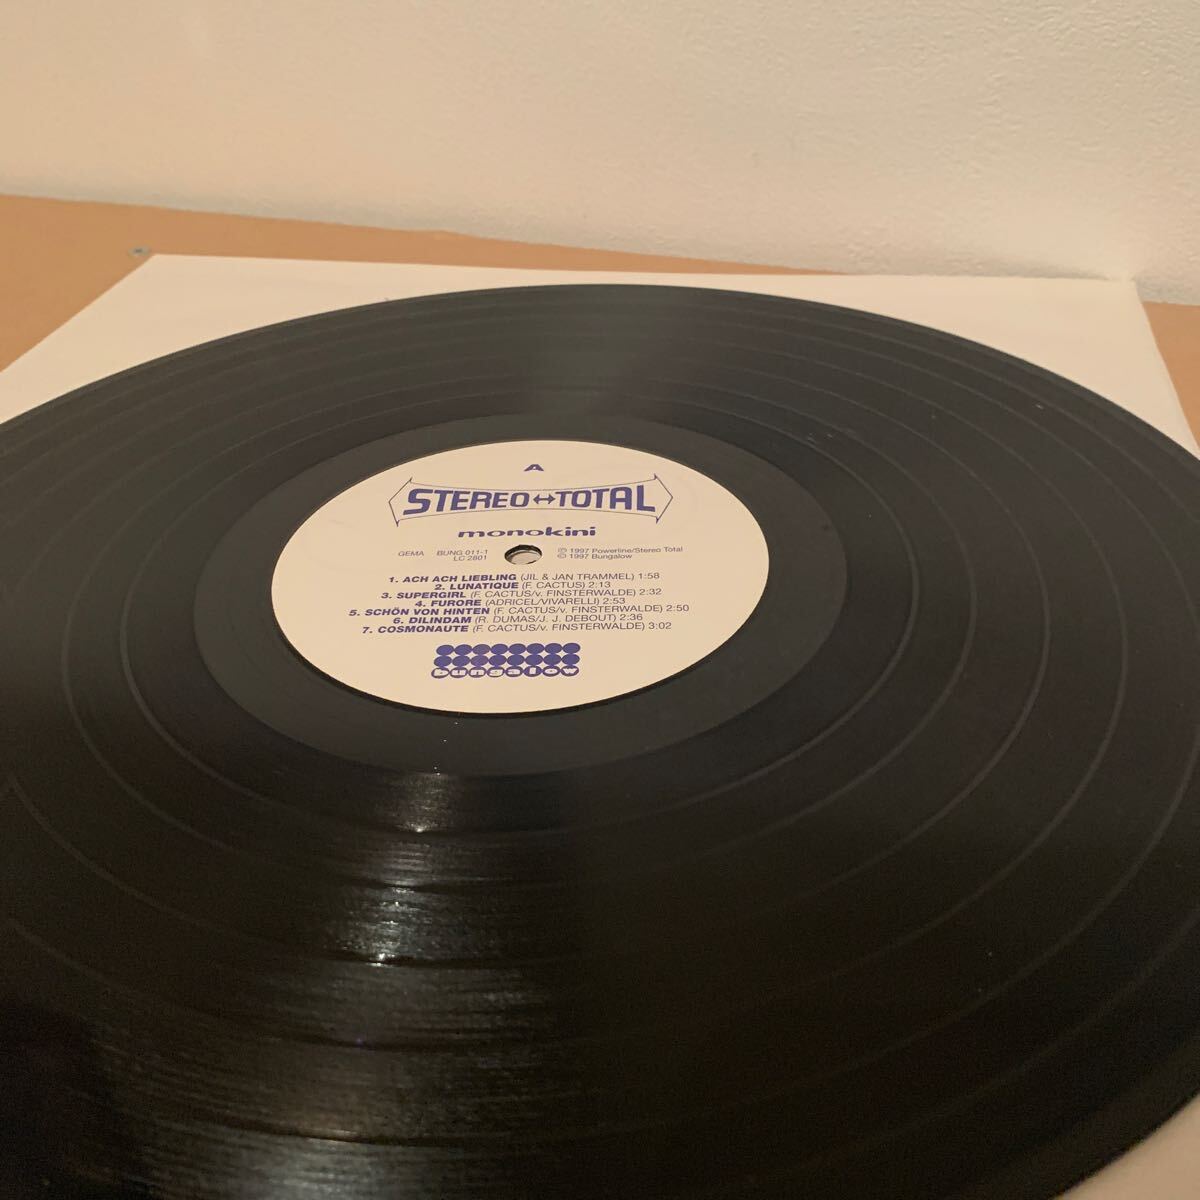 A
STEREO↔TOTAL
monokini
GEMA BUNG 011-1 ℗ 1997 Powerline/Stereo Total
LC 2801 © 1997 Bungalow
1. ACH ACH LIEBLING (JIL & JAN TRAMMEL) 1:58
2. LUNATIQUE (F. CACTUS) 2:13
3. SUPERGIRL (F. CACTUS/v. FINSTERWALDE) 2:32
4. FURORE (ADRICEL/VIVARELLI) 2:53
5. SCHÖN VON HINTEN (F. CACTUS/v. FINSTERWALDE) 2:50
6. DILINDAM (R. DUMAS/J. J. DEBOUT) 2:36
7. COSMONAUTE (F. CACTUS/v. FINSTERWALDE) 3:02
bungalow